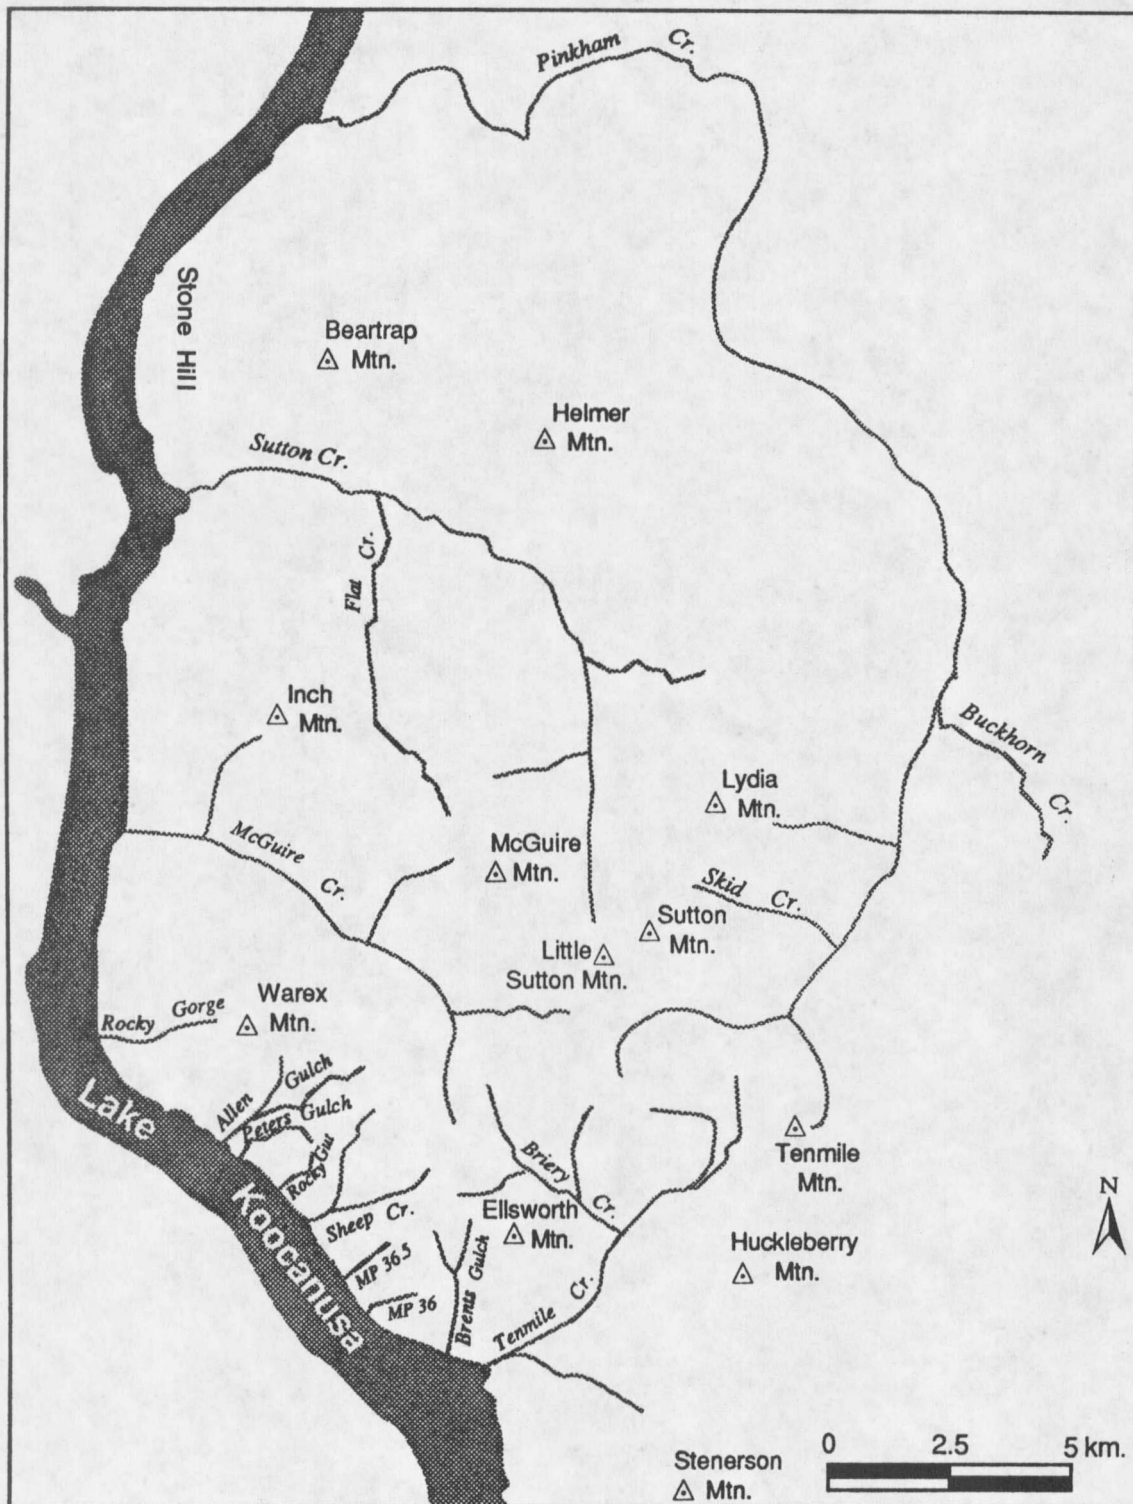 Pinkham Cr.
Stone Hill
Beartrap
Mtn.
Helmer
Mtn.
Sutton Cr.
Flat Cr.
Inch
Mtn.
Buckhorn Cr.
Lydia
Mtn.
McGuire Cr.
McGuire
Mtn.
Skid Cr.
Sutton
Mtn.
Little
Sutton Mtn.
Warex
Mtn.
Rocky Gorge
Allen Gulch
Peters Gulch
Rocky Gut
Lake Koocanusa
Sheep Cr.
Briery Cr.
Tenmile
Mtn.
N
Ellsworth
Mtn.
Huckleberry
Mtn.
MP 36.5
MP 36
Brents Gulch
Tenmile Cr.
Stenerson
Mtn.
0 2.5 5 km.